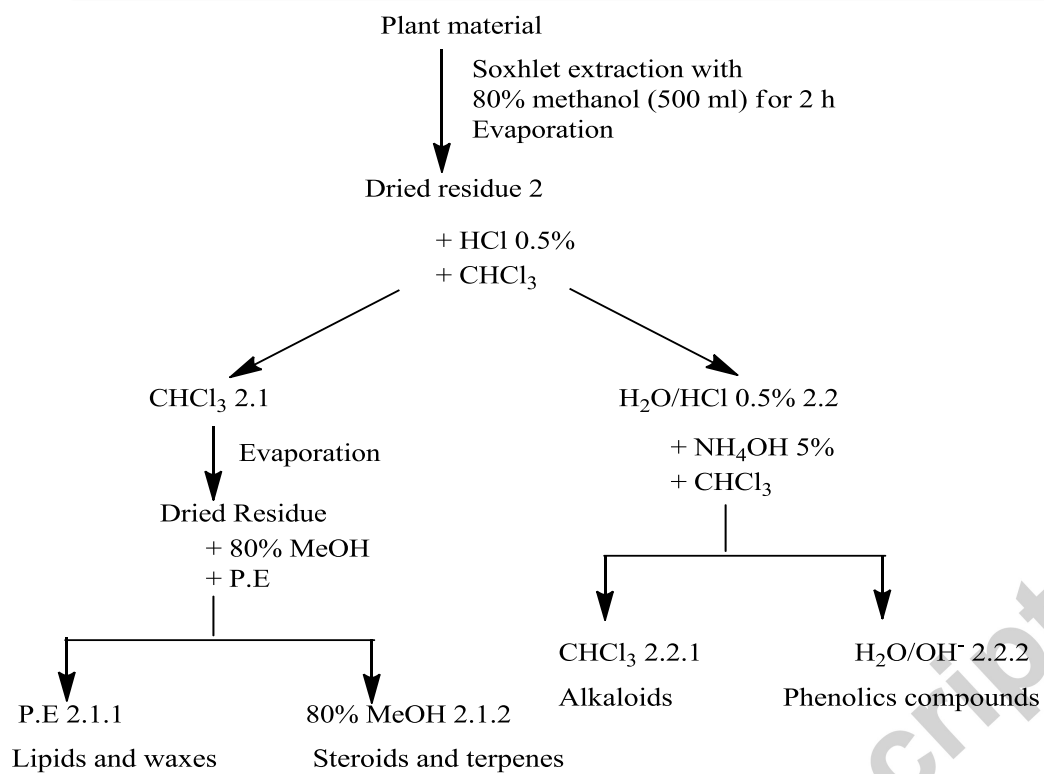 Plant material
Soxhlet extraction with
80% methanol (500 ml) for 2 h
Evaporation
Dried residue 2
+ HCl 0.5%
+ CHCl₃
CHCl₃ 2.1
H₂O/HCl 0.5% 2.2
Evaporation
+ NH₄OH 5%
+ CHCl₃
Dried Residue
+ 80% MeOH
+ P.E
CHCl₃ 2.2.1
H₂O/OH⁻ 2.2.2
Alkaloids
Phenolics compounds
P.E 2.1.1
80% MeOH 2.1.2
Lipids and waxes
Steroids and terpenes
cript